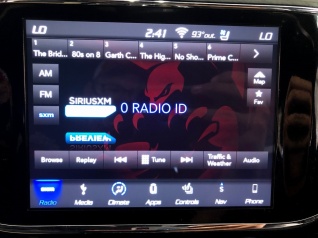 LO 2:41 93°out. LO
1 2 3 4 5 6
The Brid.. 80s on 8 Garth C... The Hig... No Sho... Prime C...
AM
Map
FM
Fav
SIRIUSXM
0 RADIO ID
sxm
Browse Replay Tune Traffic & Weather Audio
Radio Media Climate Apps Controls Nav Phone